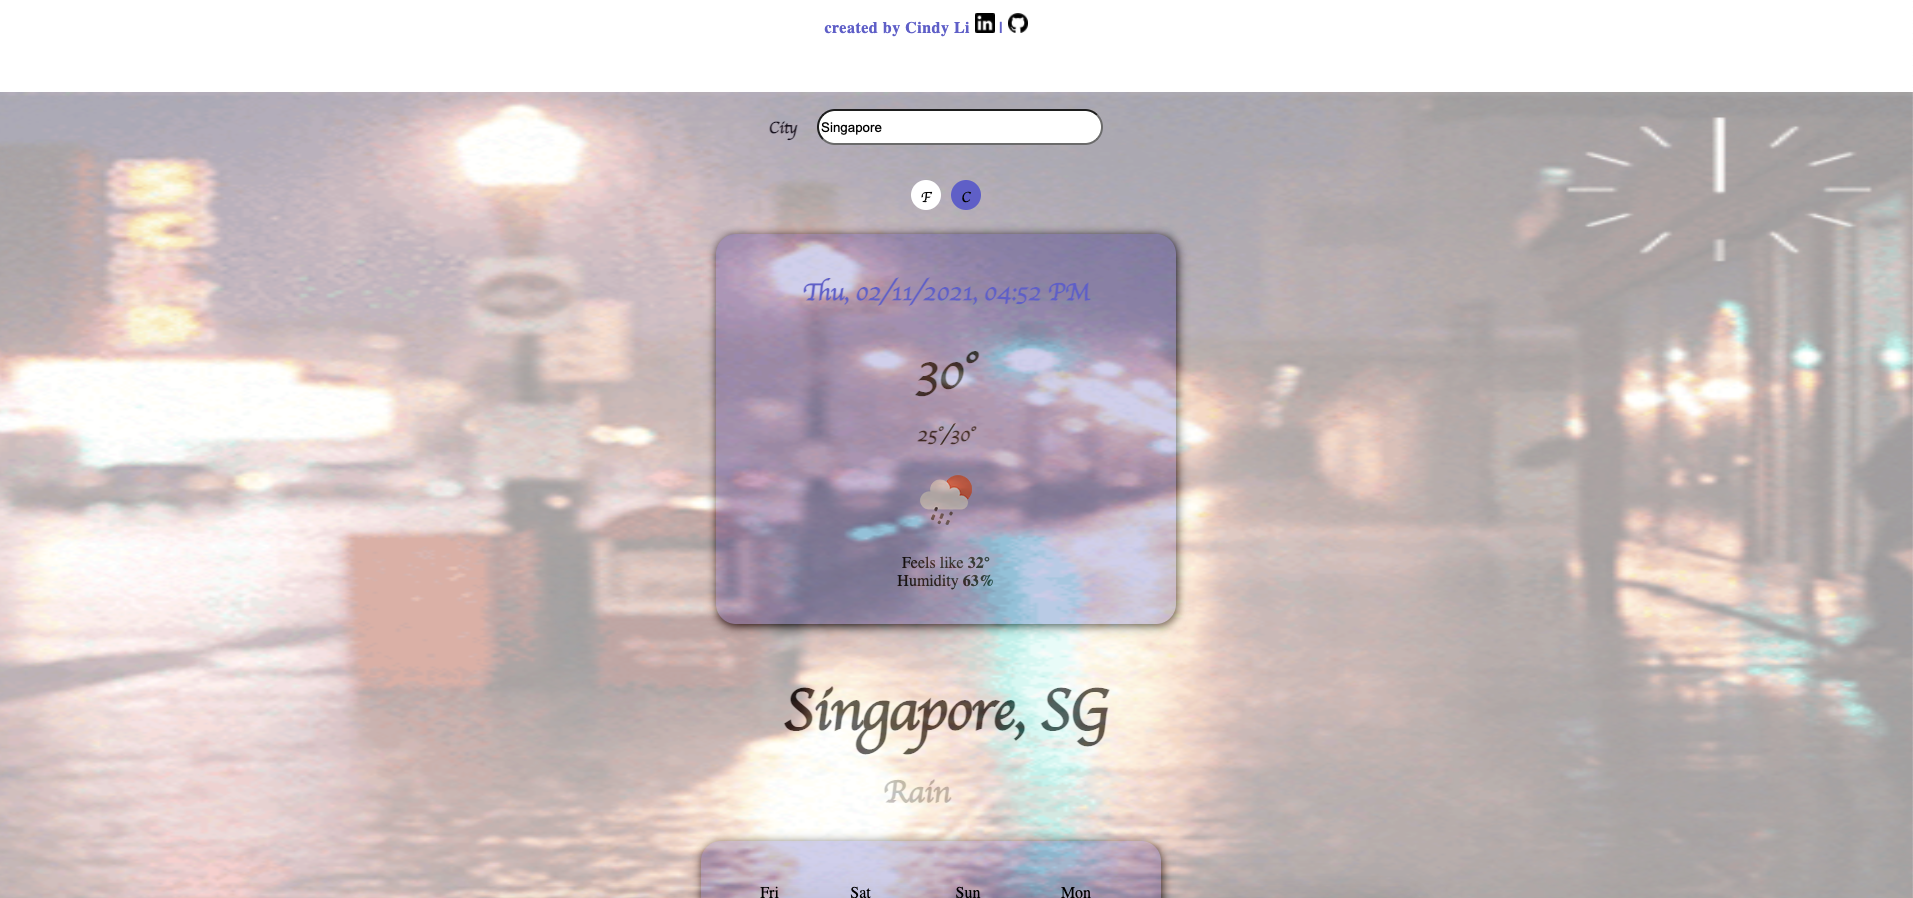 created by Cindy Li in |
City Singapore
F C
Thu, 02/11/2021, 04:52 PM
30°
25°/30°
Feels like 32°
Humidity 63%
Singapore, SG
Rain
Fri Sat Sun Mon